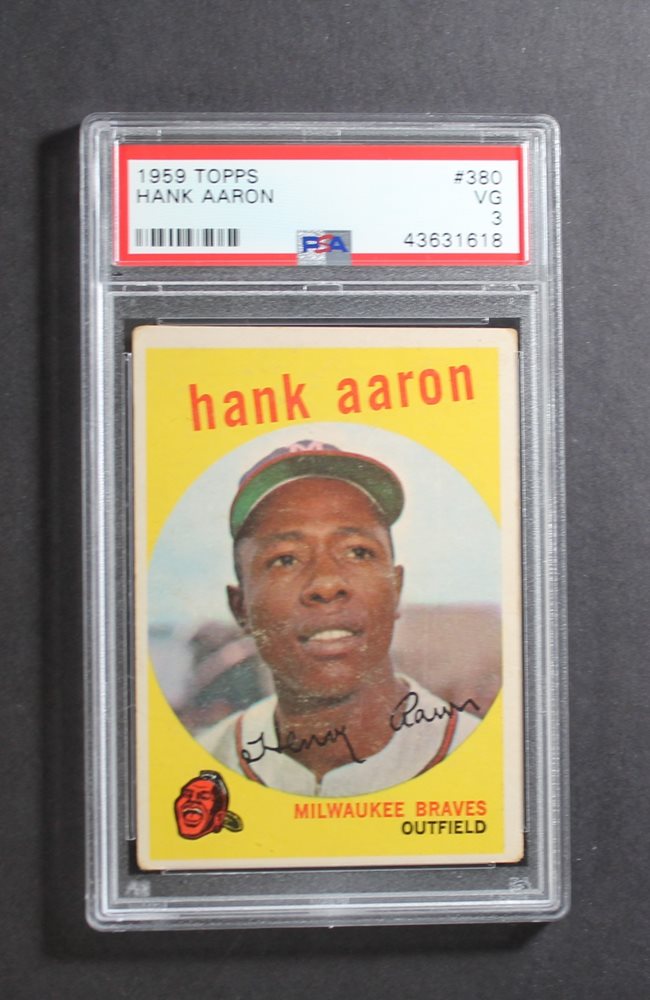 1959 TOPPS #380
HANK AARON VG
3
PSA 43631618
hank aaron
M
Henry Aaron
MILWAUKEE BRAVES
OUTFIELD